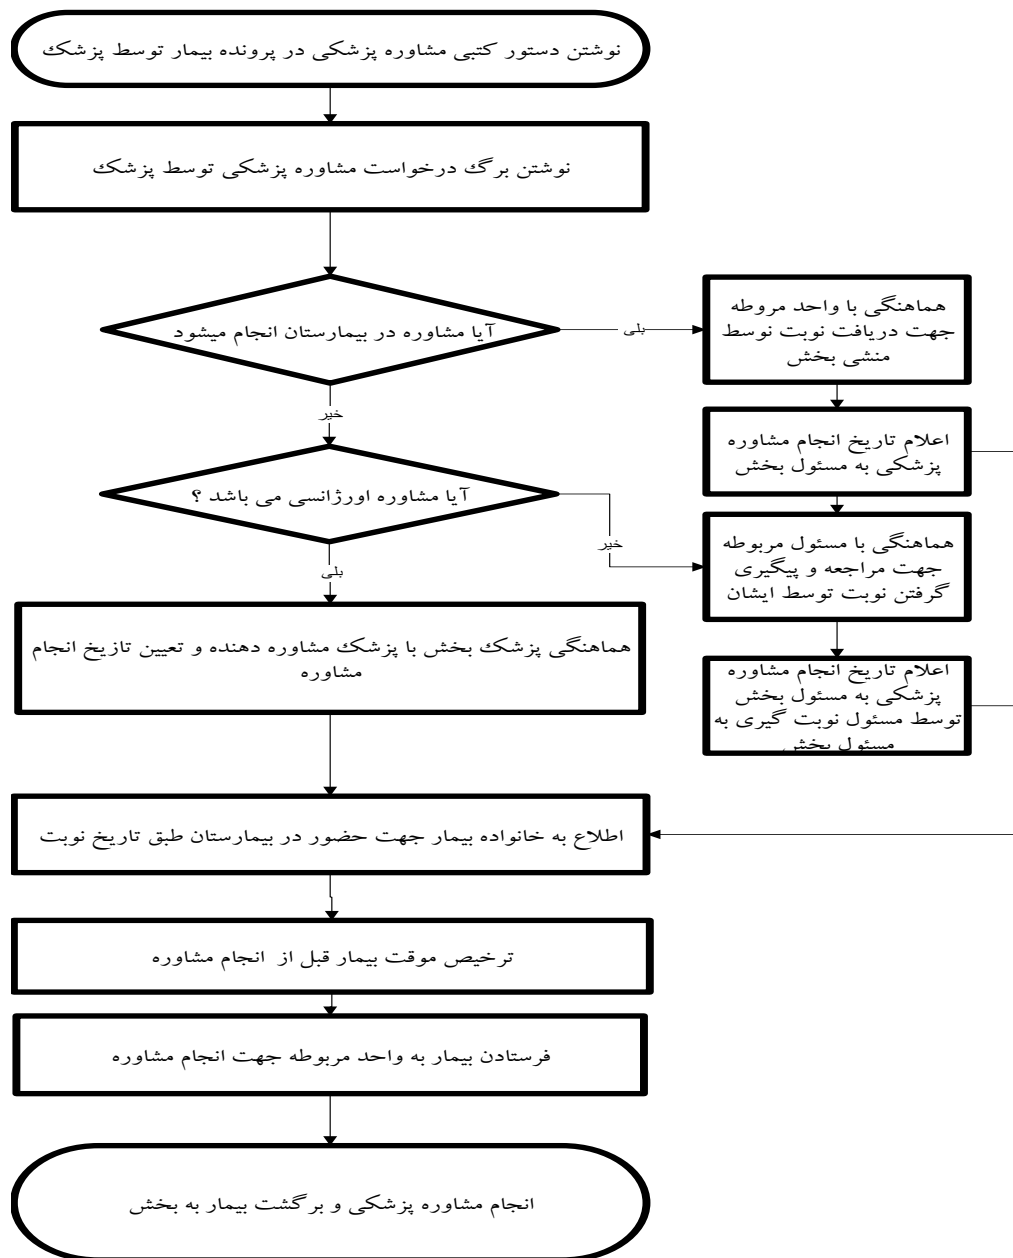 نوشتن دستور کتبی مشاوره پزشکی در پرونده بیمار توسط پزشک
نوشتن برگ درخواست مشاوره پزشکی توسط پزشک
آیا مشاوره در بیمارستان انجام میشود
بلی
هماهنگی با واحد مروطه
جهت دریافت نوبت نوسط
منشی بخش
خیر
اعلام تاریخ انجام مشاوره
پزشکی به مسئول بخش
آیا مشاوره اورژانسی می باشد ؟
خیر
هماهنگی با مسئول مربوطه
جهت مراجعه و پیگیری
گرفتن نوبت توسط ایشان
بلی
هماهنگی پزشک بخش با پزشک مشاوره دهنده و تعیین تازیخ انجام
مشاوره
اعلام تاریخ انجام مشاوره
پزشکی به مسئول بخش
توسط مسئول نوبت گیری به
مسئول بخش
اطلاع به خانواده بیمار جهت حضور در بیمارستان طبق تاریخ نوبت
ترخیص موقت بیمار قبل از انجام مشاوره
فرستادن بیمار به واحد مربوطه جهت انجام مشاوره
انجام مشاوره پزشکی و برگشت بیمار به بخش